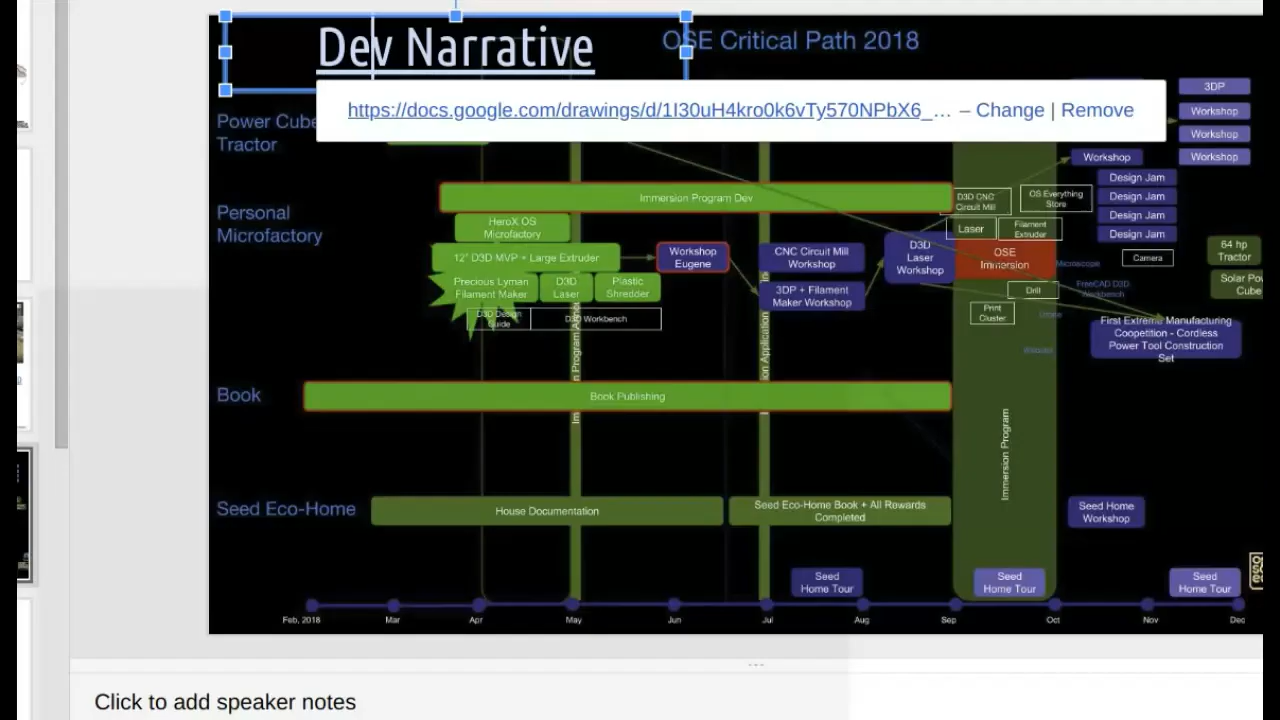 Dev Narrative
OSE Critical Path 2018
https://docs.google.com/drawings/d/1I30uH4kro0k6vTy570NPbX6_… – Change | Remove
Power Cube
Tractor
3DP
Workshop
Workshop
Workshop
Workshop
Design Jam
Design Jam
Design Jam
Design Jam
Personal
Microfactory
Immersion Program Dev
D3D CNC
Circuit Mill
OS Everything
Store
HeroX OS
Microfactory
Laser
Filament
Extruder
12" D3D MVP + Large Extruder
Workshop
Eugene
CNC Circuit Mill
Workshop
D3D
Laser
Workshop
OSE
Immersion
Microscope
Camera
64 hp
Tractor
Precious Lyman
Filament Maker
D3D
Laser
Plastic
Shredder
3DP + Filament
Maker Workshop
Drill
FreeCAD D3D
Workbench
Solar Po
Cube
D3D Design
Guide
D3D Workbench
Print
Cluster
First Extreme Manufacturing
Coopetition - Cordless
Power Tool Construction
Set
Book
Book Publishing
Immersion Program
Seed Eco-Home
House Documentation
Seed Eco-Home Book + All Rewards
Completed
Seed Home
Workshop
Seed
Home Tour
Seed
Home Tour
Seed
Home Tour
Feb, 2018
Mar
Apr
May
Jun
Jul
Aug
Sep
Oct
Nov
Dec
Click to add speaker notes